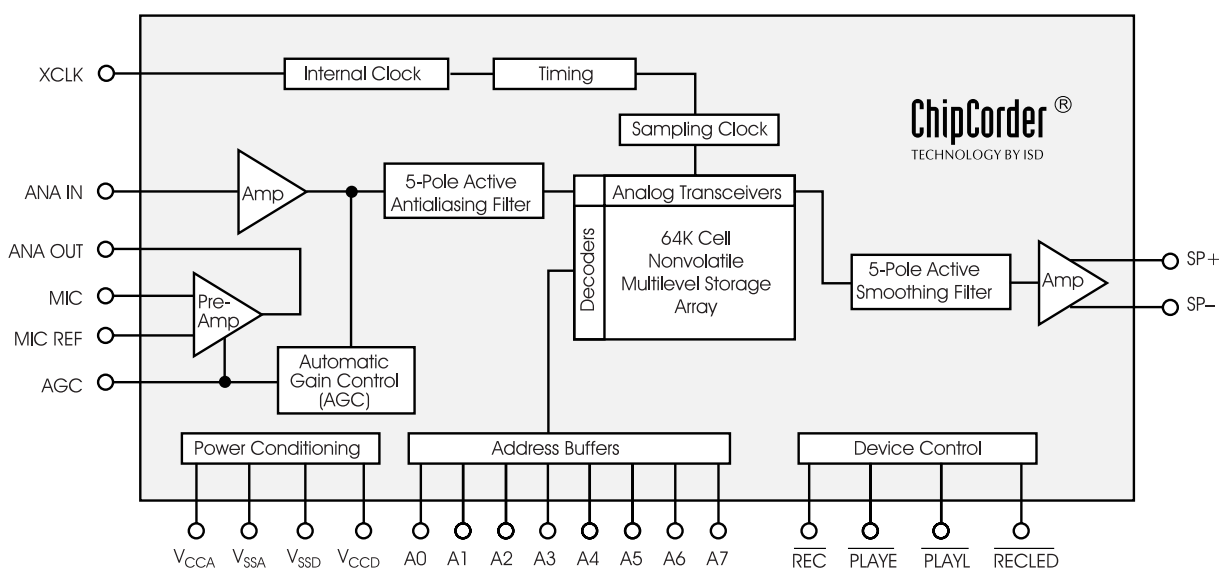 XCLK
Internal Clock
Timing
Sampling Clock
ChipCorder ®
TECHNOLOGY BY ISD
ANA IN
Amp
5-Pole Active
Antialiasing Filter
Analog Transceivers
Decoders
64K Cell
Nonvolatile
Multilevel Storage
Array
5-Pole Active
Smoothing Filter
Amp
SP+
SP–
ANA OUT
MIC
Pre-
Amp
MIC REF
AGC
Automatic
Gain Control
(AGC)
Power Conditioning
Address Buffers
Device Control
VCCA VSSA VSSD VCCD A0 A1 A2 A3 A4 A5 A6 A7 REC PLAYE PLAYL RECLED